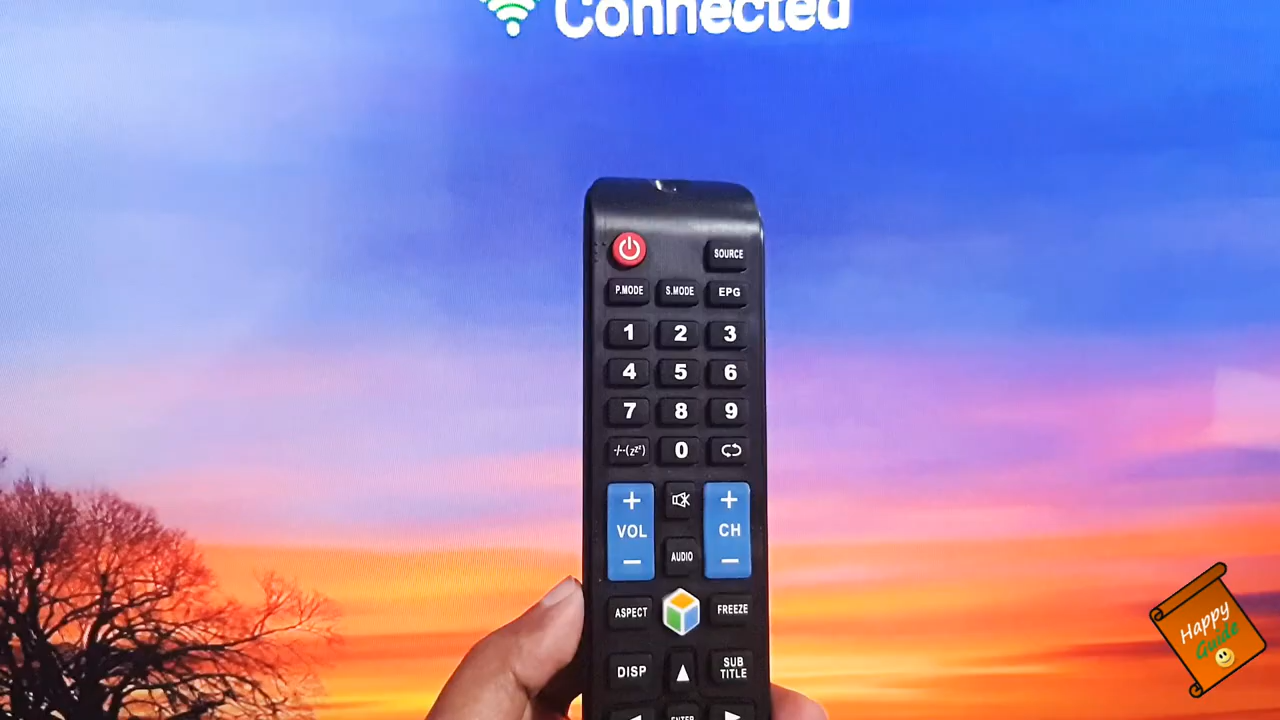 Connected
SOURCE
P.MODE S.MODE EPG
1 2 3
4 5 6
7 8 9
-/--(zzz) 0
+ +
VOL CH
AUDIO
— —
ASPECT FREEZE
DISP SUB TITLE
ENTER
Happy
Guide